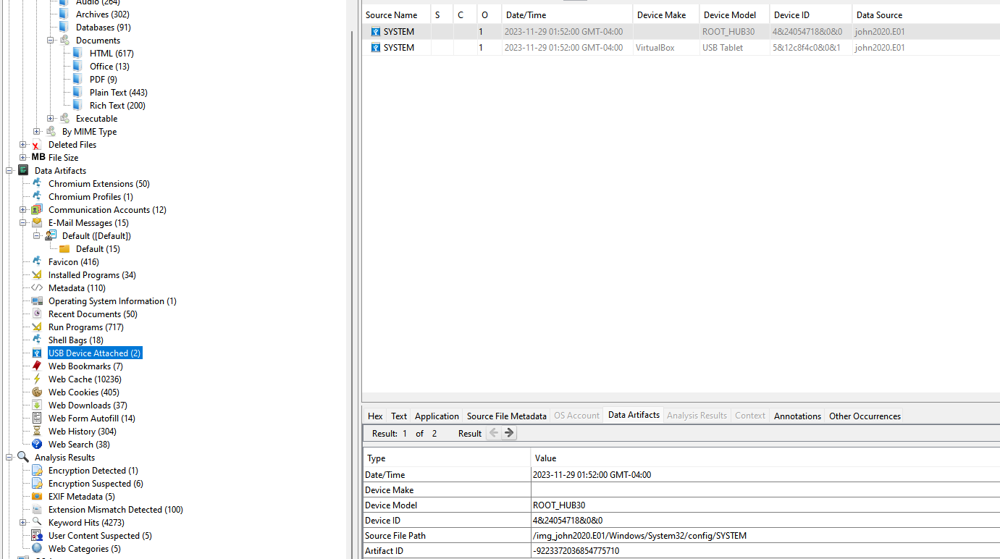 Audio (264)
Archives (302)
Databases (91)
Documents
HTML (617)
Office (13)
PDF (9)
Plain Text (443)
Rich Text (200)
Executable
By MIME Type
Deleted Files
MB File Size
Data Artifacts
Chromium Extensions (50)
Chromium Profiles (1)
Communication Accounts (12)
E-Mail Messages (15)
Default ([Default])
Default (15)
Favicon (416)
Installed Programs (34)
Metadata (110)
Operating System Information (1)
Recent Documents (50)
Run Programs (717)
Shell Bags (18)
USB Device Attached (2)
Web Bookmarks (7)
Web Cache (10236)
Web Cookies (405)
Web Downloads (37)
Web Form Autofill (14)
Web History (304)
Web Search (38)
Analysis Results
Encryption Detected (1)
Encryption Suspected (6)
EXIF Metadata (5)
Extension Mismatch Detected (100)
Keyword Hits (4273)
User Content Suspected (5)
Web Categories (5)
Source Name S C O Date/Time Device Make Device Model Device ID Data Source
SYSTEM 1 2023-11-29 01:52:00 GMT-04:00 ROOT_HUB30 4&24054718&0&0 john2020.E01
SYSTEM 1 2023-11-29 01:52:00 GMT-04:00 VirtualBox USB Tablet 5&12c8f4c0&0&1 john2020.E01
Hex Text Application Source File Metadata OS Account Data Artifacts Analysis Results Context Annotations Other Occurrences
Result: 1 of 2 Result
Type Value
Date/Time 2023-11-29 01:52:00 GMT-04:00
Device Make
Device Model ROOT_HUB30
Device ID 4&24054718&0&0
Source File Path /img_john2020.E01/Windows/System32/config/SYSTEM
Artifact ID -9223372036854775710